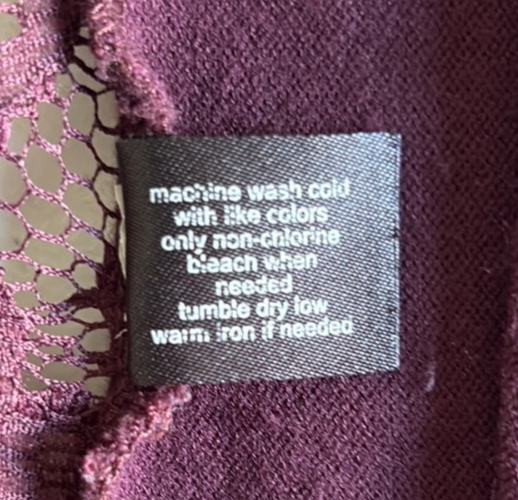 machine wash cold
with like colors
only non-chlorine
bleach when
needed
tumble dry low
warm iron if needed